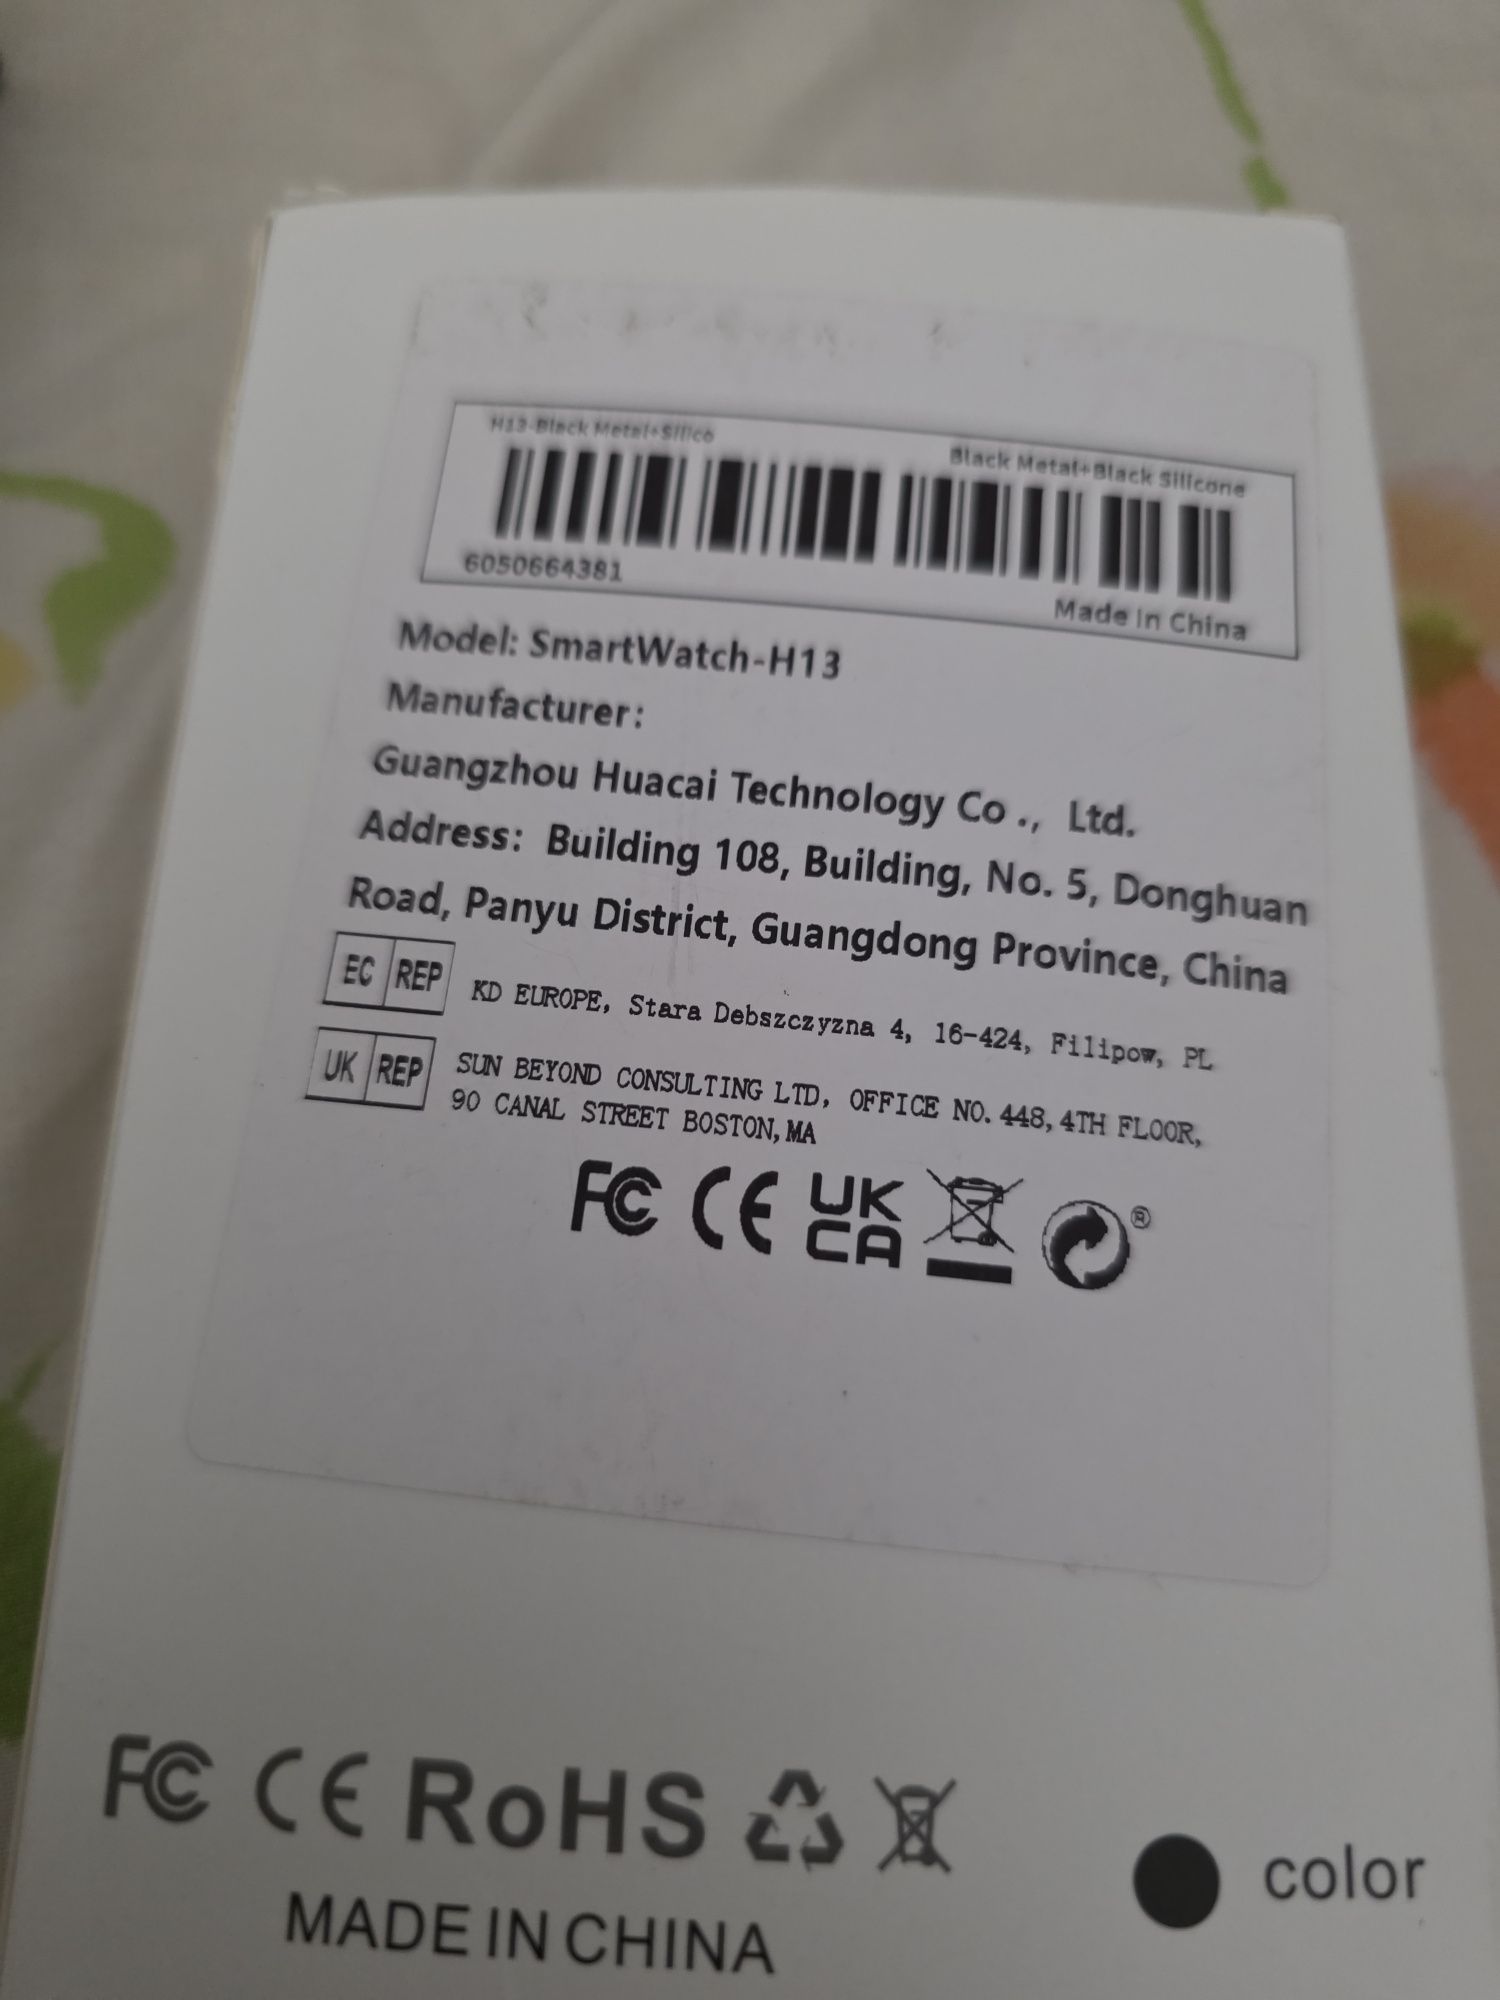 H13-Black Metal+Silico
Black Metal+Black Silicone
6050664381
Made in China
Model: SmartWatch-H13
Manufacturer:
Guangzhou Huacai Technology Co ., Ltd.
Address: Building 108, Building, No. 5, Donghuan
Road, Panyu District, Guangdong Province, China
EC REP
KD EUROPE, Stara Debszczyzna 4, 16-424, Filipow, PL
UK REP
SUN BEYOND CONSULTING LTD, OFFICE NO. 448, 4TH FLOOR,
90 CANAL STREET BOSTON, MA
FC CE UK CA ®
FC CE RoHS
color
MADE IN CHINA